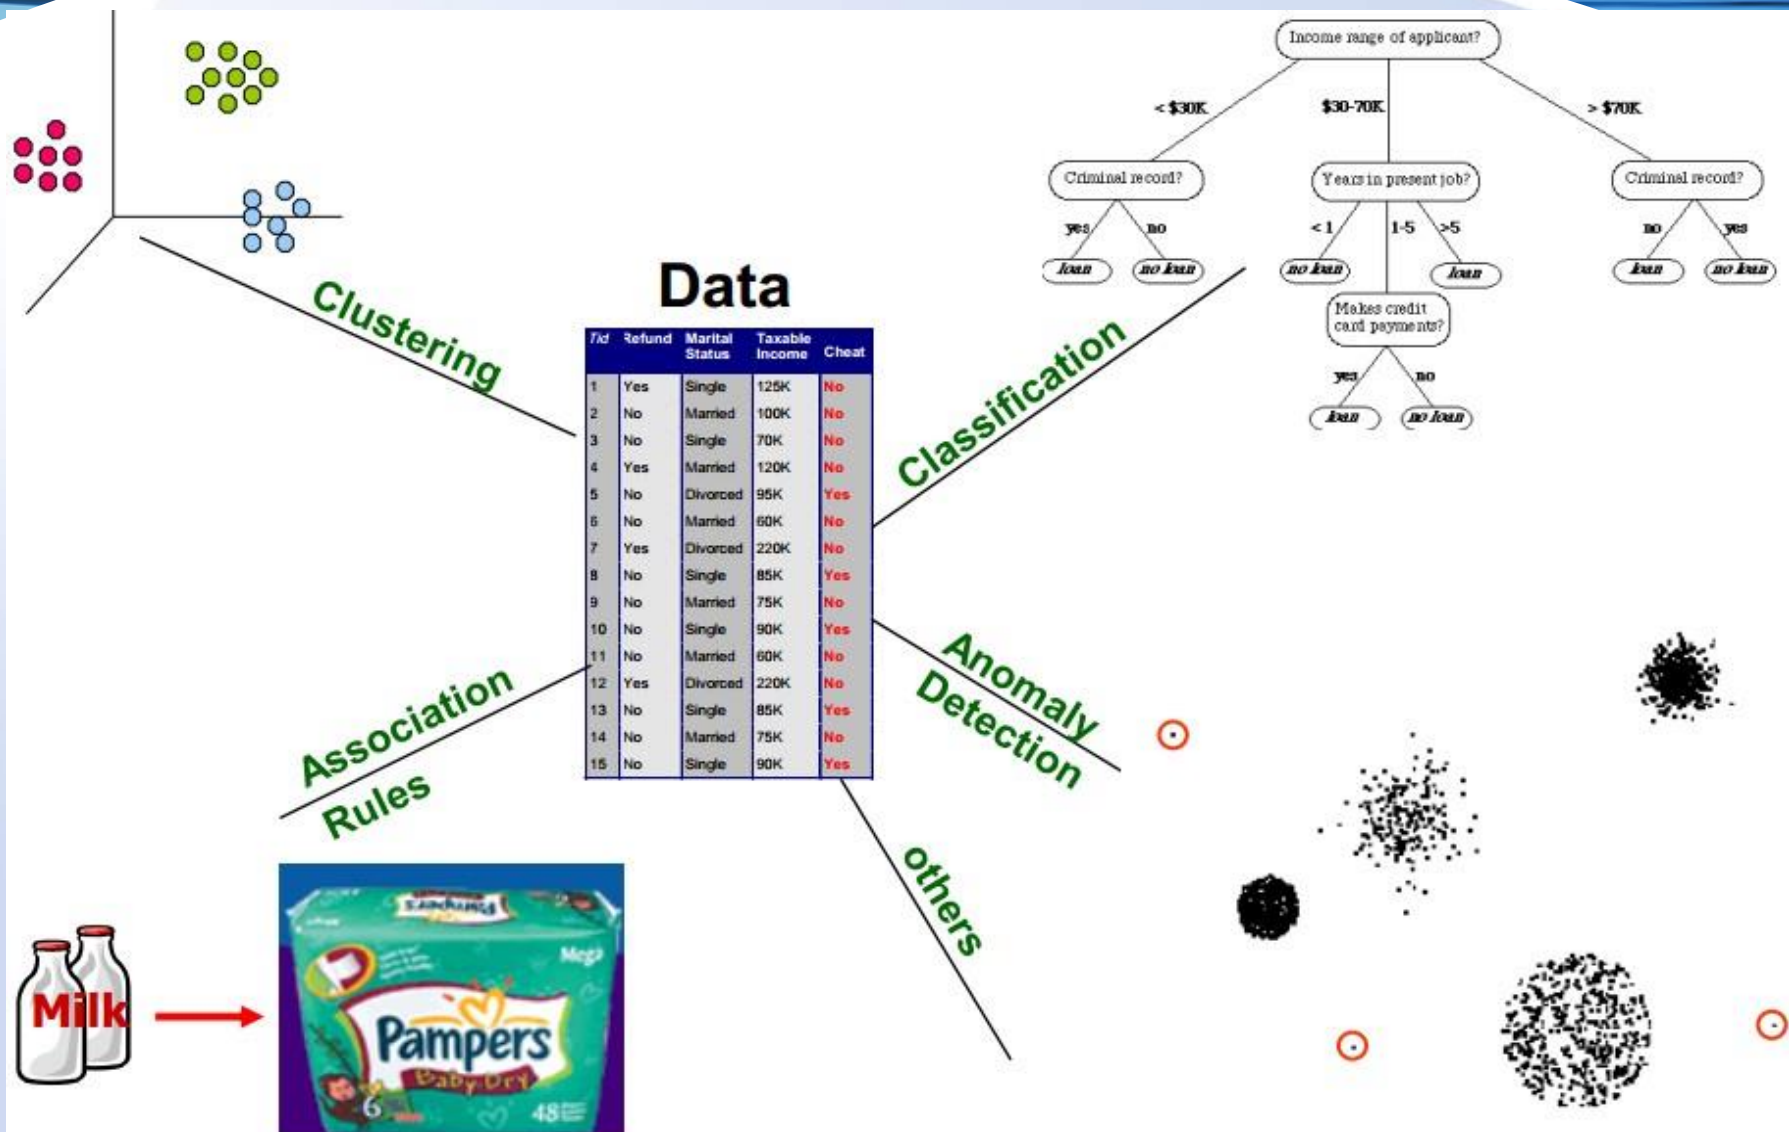 Income range of applicant?
< $30K
$30-70K
> $70K
Criminal record?
Years in present job?
Criminal record?
yes
no
< 1
1-5
>5
no
yes
loan
no loan
no loan
loan
loan
no loan
Makes credit
card payments?
yes
no
loan
no loan
Clustering
Data
Classification
Tid Refund Marital Status Taxable Income Cheat
1 Yes Single 125K No
2 No Married 100K No
3 No Single 70K No
4 Yes Married 120K No
5 No Divorced 95K Yes
6 No Married 60K No
7 Yes Divorced 220K No
8 No Single 85K Yes
9 No Married 75K No
10 No Single 90K Yes
11 No Married 60K No
12 Yes Divorced 220K No
13 No Single 85K Yes
14 No Married 75K No
15 No Single 90K Yes
Association
Rules
Anomaly
Detection
others
Milk
Pampers
Mega
Pampers
Baby Dry
6
48